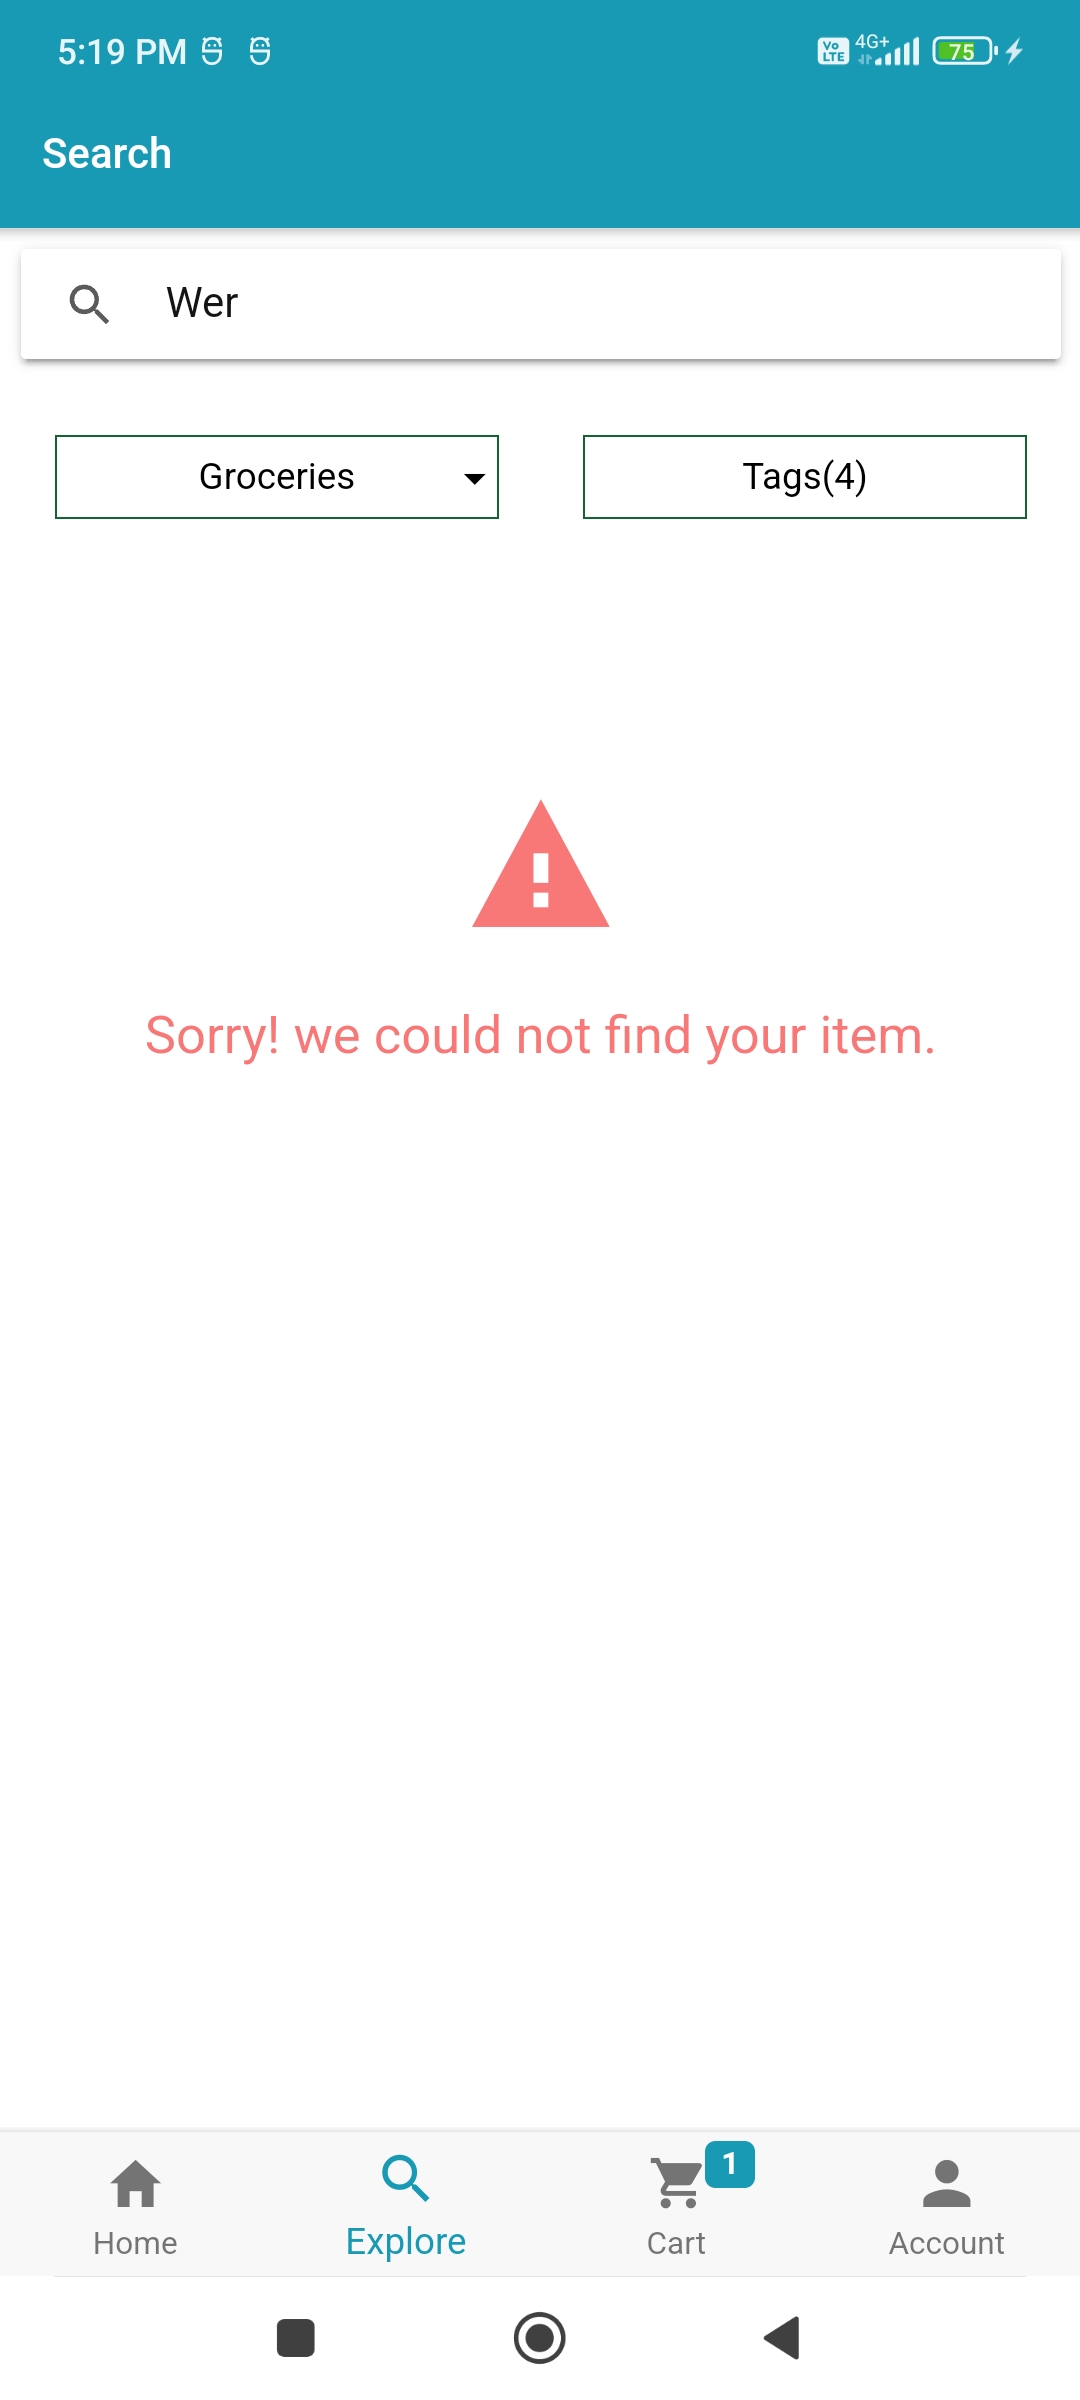 5:19 PM
Vo LTE 4G+ 75
Search
Wer
Groceries
Tags(4)
Sorry! we could not find your item.
1
Home
Explore
Cart
Account